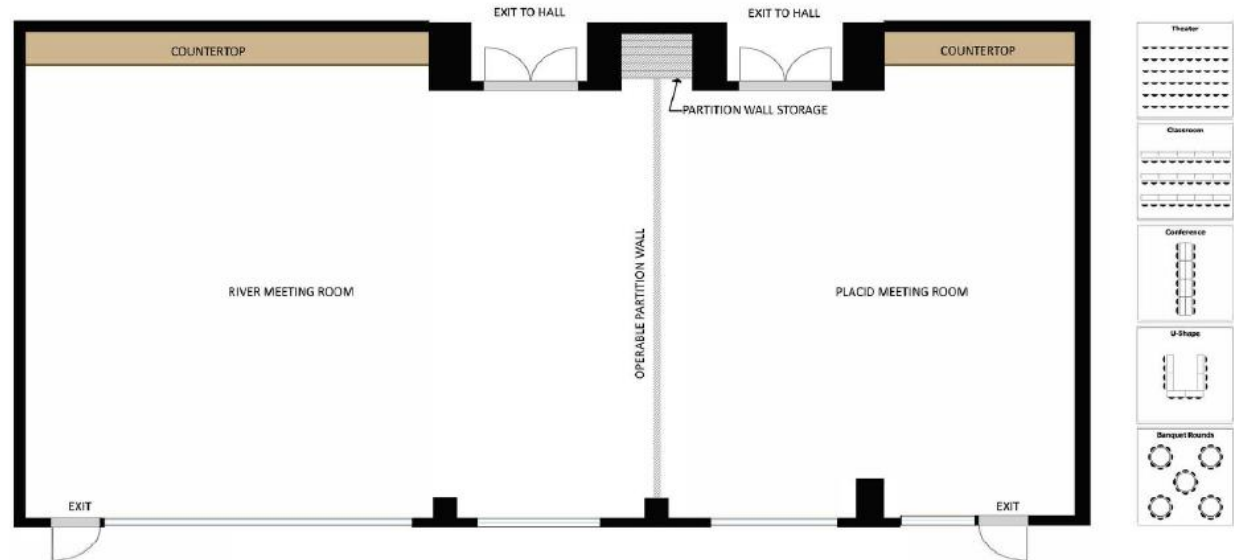 EXIT TO HALL
EXIT TO HALL
COUNTERTOP
COUNTERTOP
PARTITION WALL STORAGE
OPERABLE PARTITION WALL
RIVER MEETING ROOM
PLACID MEETING ROOM
EXIT
EXIT
Theater
Classroom
Conference
U-Shape
Banquet Rounds